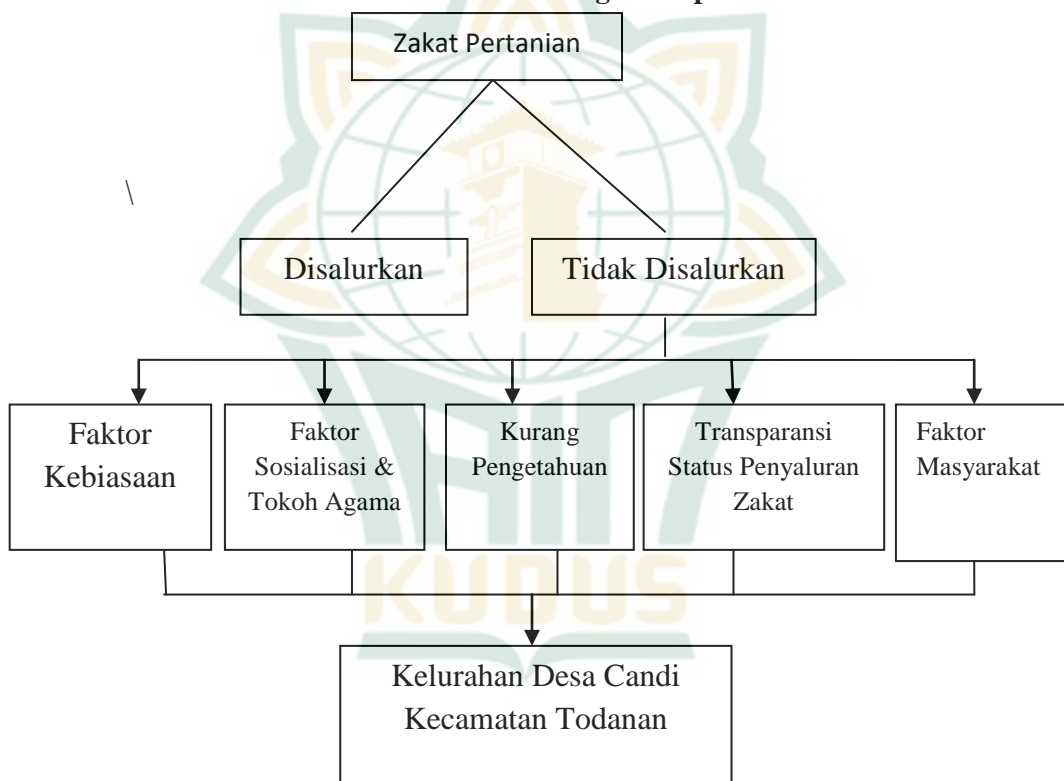 Zakat Pertanian
\
Disalurkan
Tidak Disalurkan
Faktor
Kebiasaan
Faktor
Sosialisasi &
Tokoh Agama
Kurang
Pengetahuan
Transparansi
Status Penyaluran
Zakat
Faktor
Masyarakat
KUDUS
Kelurahan Desa Candi
Kecamatan Todanan